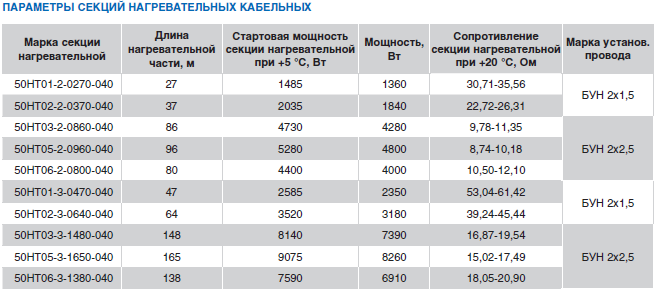 ПАРАМЕТРЫ СЕКЦИЙ НАГРЕВАТЕЛЬНЫХ КАБЕЛЬНЫХ
Марка секции нагревательной | Длина нагревательной части, м | Стартовая мощность секции нагревательной при +5 °С, Вт | Мощность, Вт | Сопротивление секции нагревательной при +20 °С, Ом | Марка установ. провода
50НТ01-2-0270-040 27 1485 1360 30,71-35,56 БУН 2х1,5
50НТ02-2-0370-040 37 2035 1840 22,72-26,31
50НТ03-2-0860-040 86 4730 4280 9,78-11,35 БУН 2х2,5
50НТ05-2-0960-040 96 5280 4800 8,74-10,18
50НТ06-2-0800-040 80 4400 4000 10,50-12,10
50НТ01-3-0470-040 47 2585 2350 53,04-61,42 БУН 2х1,5
50НТ02-3-0640-040 64 3520 3180 39,24-45,44
50НТ03-3-1480-040 148 8140 7390 16,87-19,54 БУН 2х2,5
50НТ05-3-1650-040 165 9075 8260 15,02-17,49
50НТ06-3-1380-040 138 7590 6910 18,05-20,90